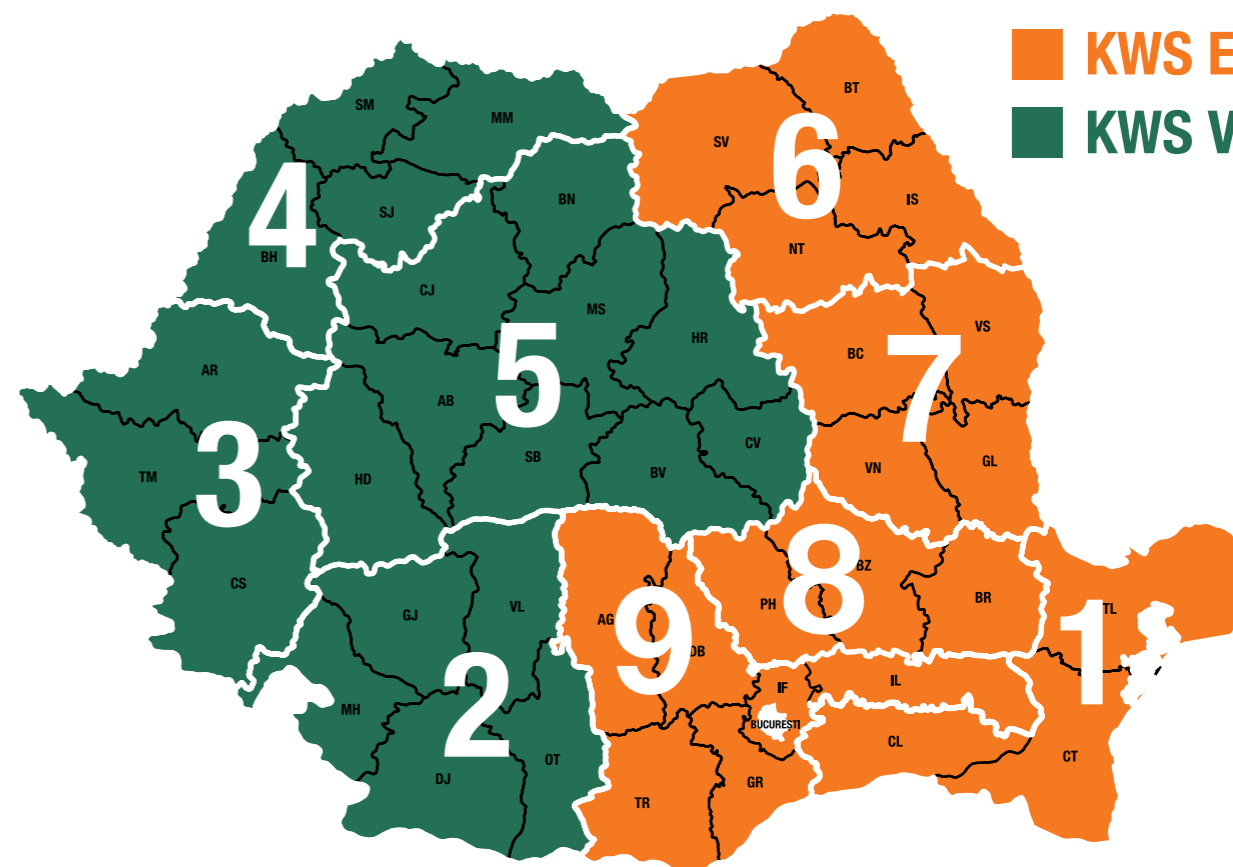 KWS E
KWS V
SM
MM
BT
SV
6
4
SJ
BN
IS
BH
NT
CJ
MS
VS
HR
BC
5
7
AR
AB
CV
3
SB
BV
VN
GL
TM
HD
CS
BZ
8
BR
TL
GJ
VL
AG
9
DB
PH
1
IF
IL
2
MH
BUCUREȘTI
CL
CT
DJ
OT
TR
GR